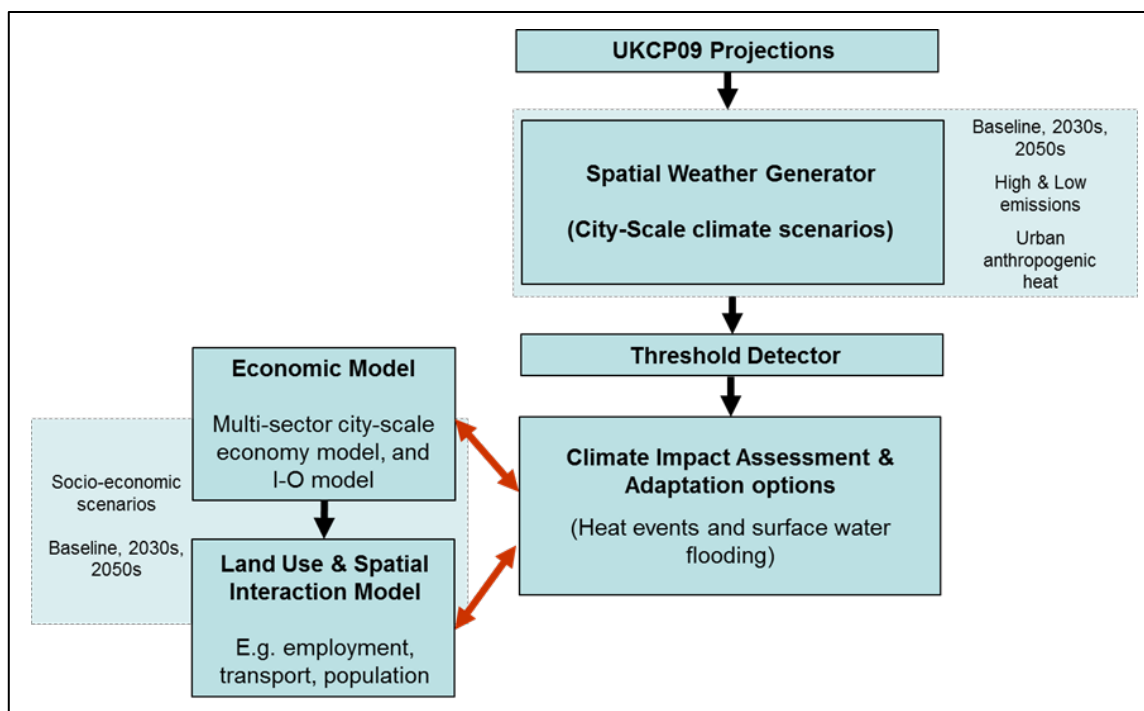 UKCP09 Projections
Spatial Weather Generator
(City-Scale climate scenarios)
Baseline, 2030s,
2050s
High & Low
emissions
Urban
anthropogenic
heat
Threshold Detector
Economic Model
Multi-sector city-scale
economy model, and
I-O model
Climate Impact Assessment &
Adaptation options
(Heat events and surface water
flooding)
Socio-economic
scenarios
Baseline, 2030s,
2050s
Land Use & Spatial
Interaction Model
E.g. employment,
transport, population